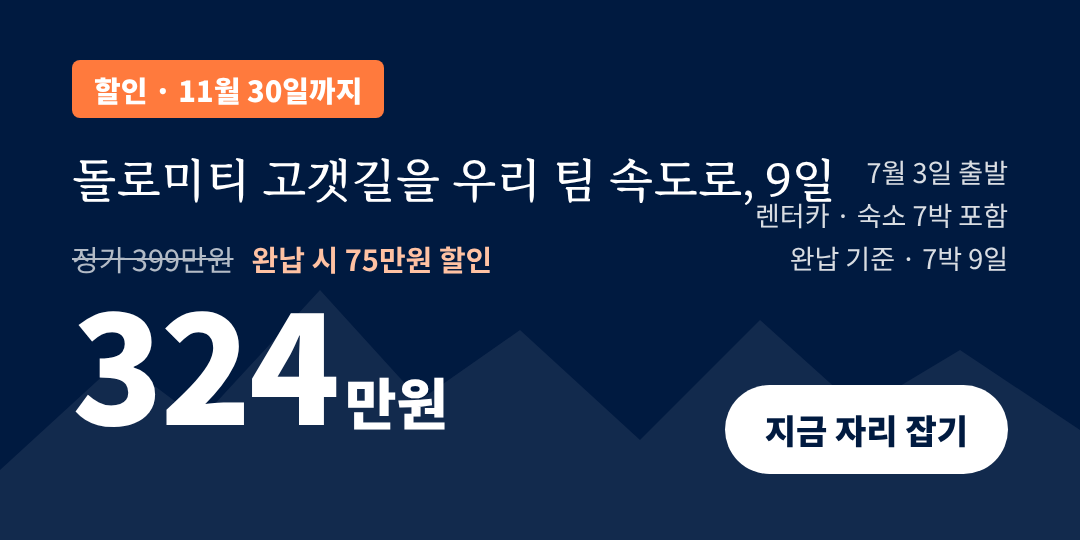 할인 · 11월 30일까지
돌로미티 고갯길을 우리 팀 속도로, 9일
7월 3일 출발
렌터카 · 숙소 7박 포함
완납 기준 · 7박 9일
정가 399만원 완납 시 75만원 할인
324만원
지금 자리 잡기